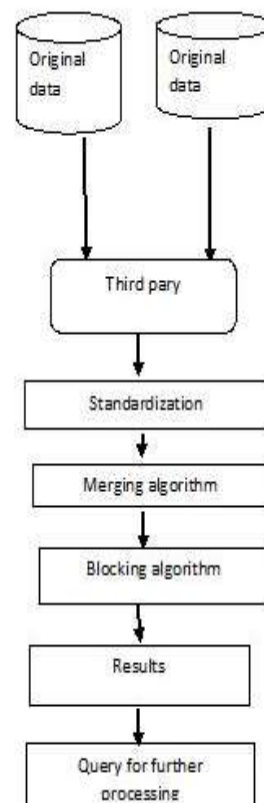 Original
data
Original
data
Third pary
Standardization
Merging algorithm
Blocking algorithm
Results
Query for further
processing